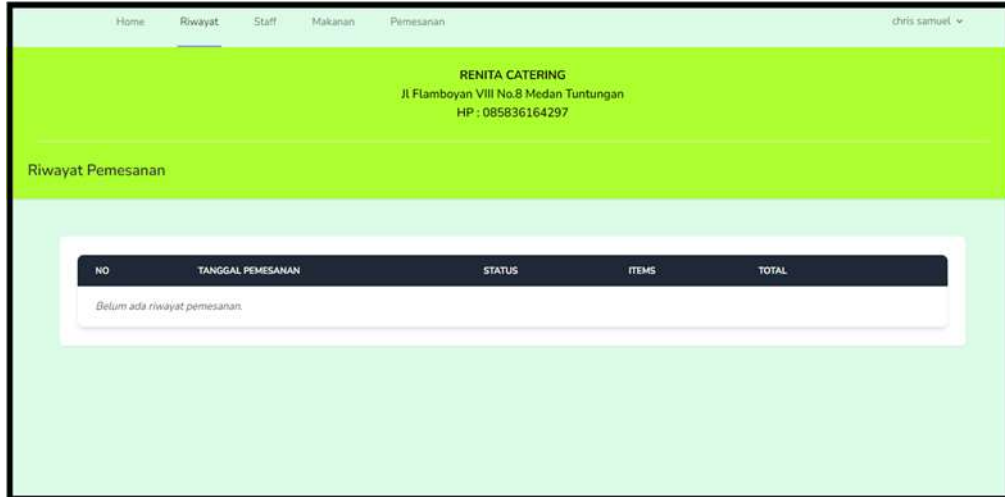 Home Riwayat Staff Makanan Pemesanan chris samuel
RENITA CATERING
Jl Flamboyan VIII No.8 Medan Tuntungan
HP : 085836164297
Riwayat Pemesanan
NO TANGGAL PEMESANAN STATUS ITEMS TOTAL
Belum ada riwayat pemesanan.